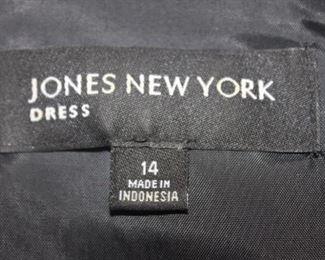 JONES NEW YORK
DRESS
14
MADE IN
INDONESIA